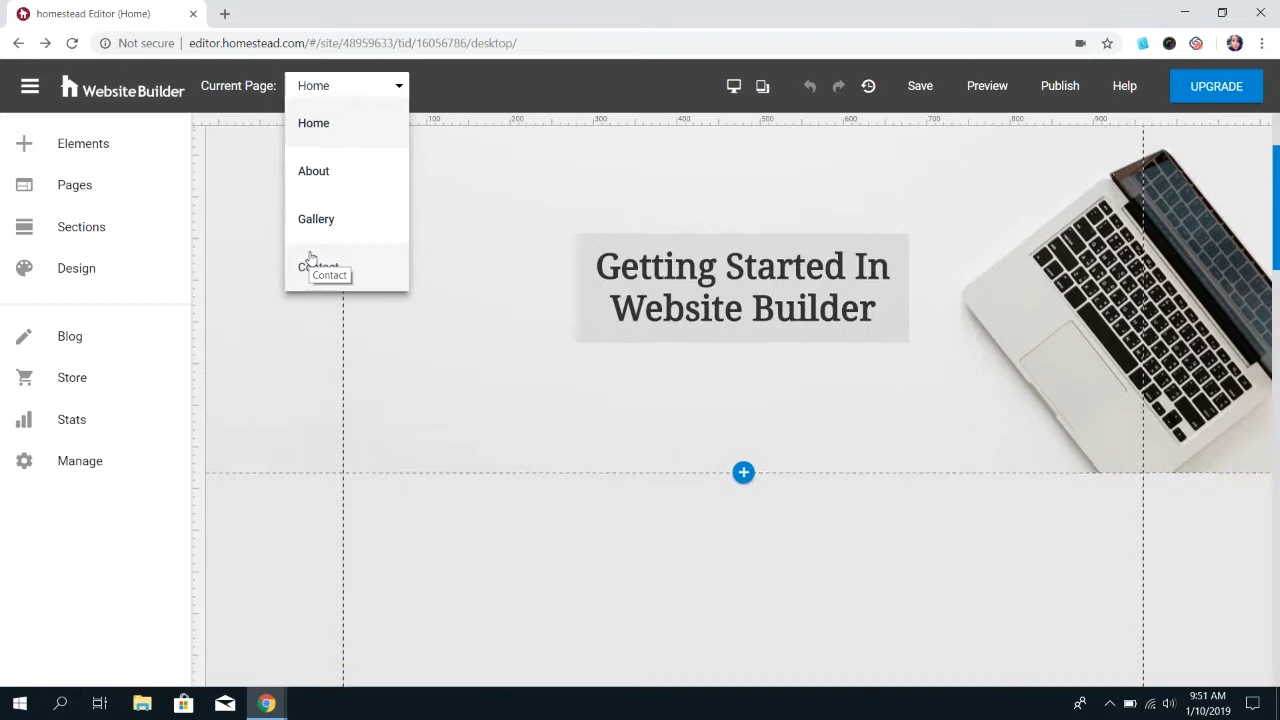 homestead Editor (Home)
Not secure
editor.homestead.com/#/site/48959633/tid/16056786/desktop/
WebsiteBuilder
Current Page:
Home
Save
Preview
Publish
Help
UPGRADE
Home
About
Gallery
Contact
Contact
100
200
300
400
500
600
700
800
900
Elements
Pages
Sections
Design
Blog
Store
Stats
Manage
Getting Started In
Website Builder
9:51 AM
1/10/2019